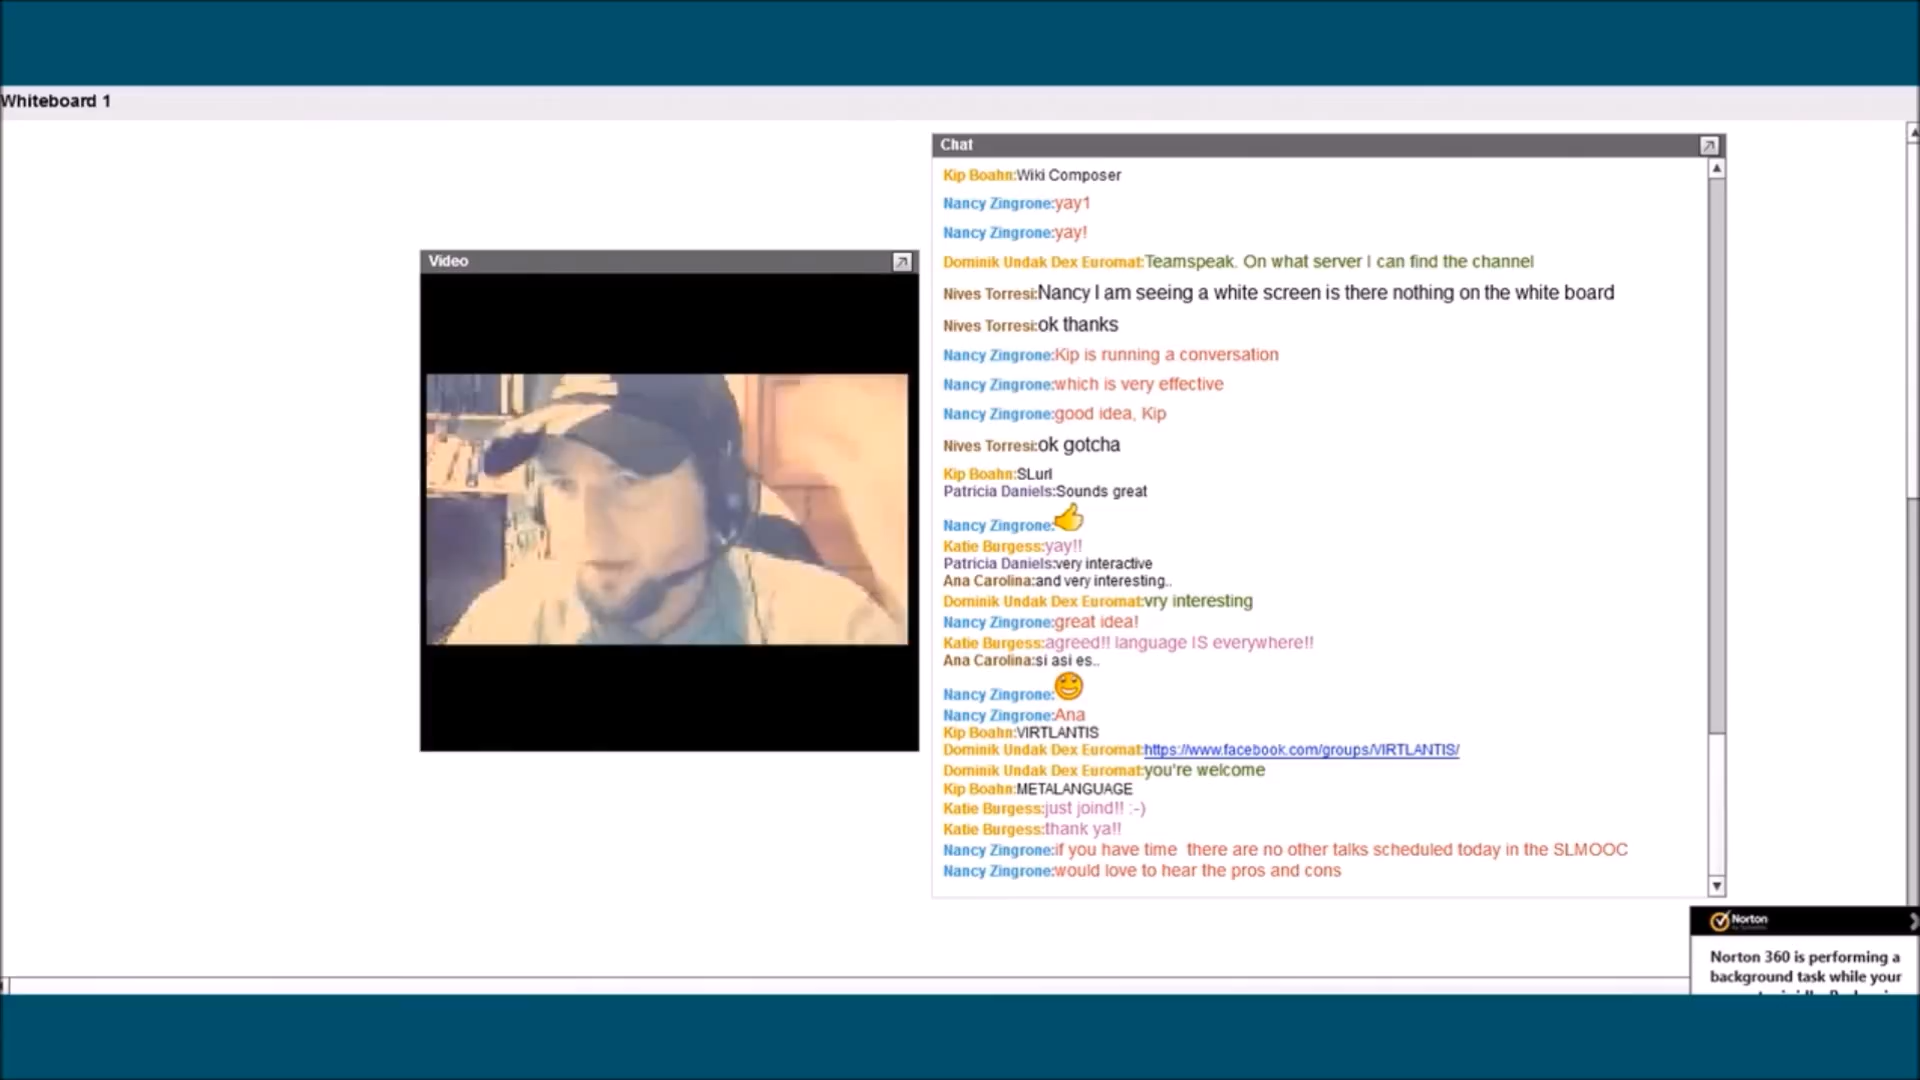 Whiteboard 1
Chat
Kip Boahn:Wiki Composer
Nancy Zingrone:yay1
Nancy Zingrone:yay!
Video
Dominik Undak Dex Euromat:Teamspeak. On what server I can find the channel
Nives Torresi:Nancy I am seeing a white screen is there nothing on the white board
Nives Torresi:ok thanks
Nancy Zingrone:Kip is running a conversation
Nancy Zingrone:which is very effective
Nancy Zingrone:good idea, Kip
Nives Torresi:ok gotcha
Kip Boahn:SLurl
Patricia Daniels:Sounds great
Nancy Zingrone:
Katie Burgess:yay!!
Patricia Daniels:very interactive
Ana Carolina:and very interesting..
Dominik Undak Dex Euromat:vry interesting
Nancy Zingrone:great idea!
Katie Burgess:agreed!! language IS everywhere!!
Ana Carolina:si asi es..
Nancy Zingrone:
Nancy Zingrone:Ana
Kip Boahn:VIRTLANTIS
Dominik Undak Dex Euromat:https://www.facebook.com/groups/VIRTLANTIS/
Dominik Undak Dex Euromat:you're welcome
Kip Boahn:METALANGUAGE
Katie Burgess:just joind!! :-)
Katie Burgess:thank ya!!
Nancy Zingrone:if you have time  there are no other talks scheduled today in the SLMOOC
Nancy Zingrone:would love to hear the pros and cons
Norton
Norton 360 is performing a
background task while your